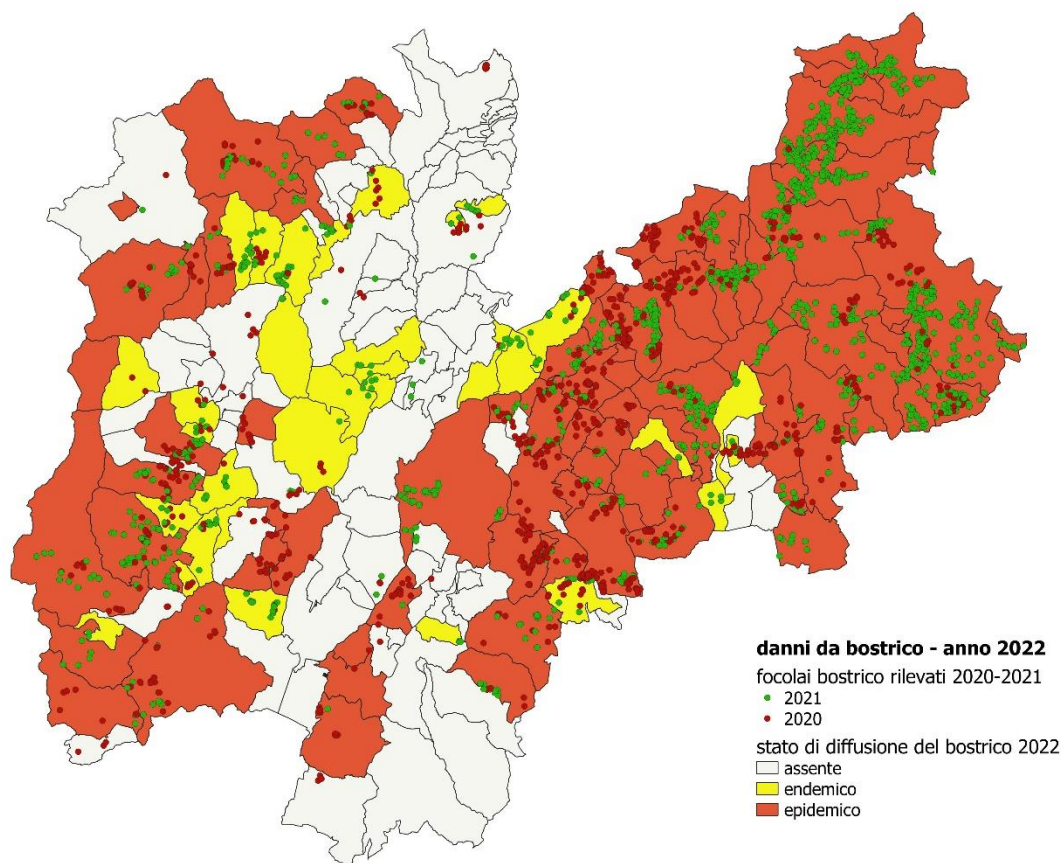 danni da bostrico - anno 2022
focolai bostrico rilevati 2020-2021
2021
2020
stato di diffusione del bostrico 2022
assente
endemico
epidemico